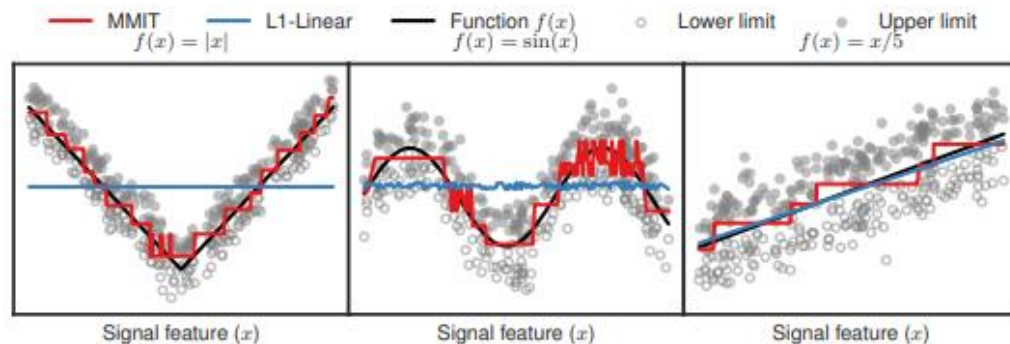 MMIT L1-Linear Function f(x) Lower limit Upper limit
f(x) = |x| f(x) = sin(x) f(x) = x/5
Signal feature (x) Signal feature (x) Signal feature (x)